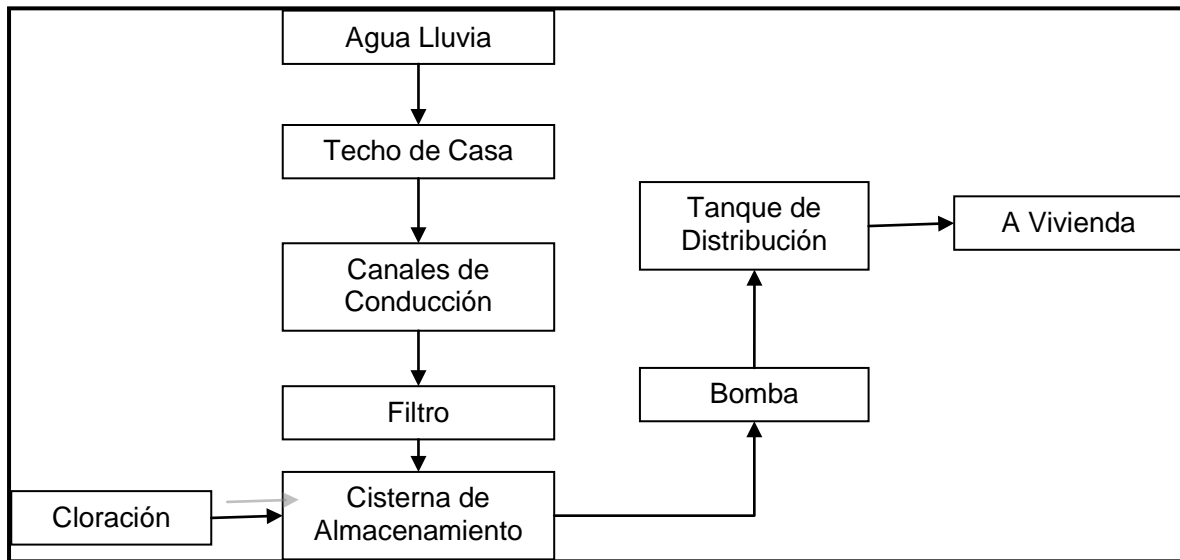 Agua Lluvia
Techo de Casa
Canales de
Conducción
Filtro
Cloración
Cisterna de
Almacenamiento
Bomba
Tanque de
Distribución
A Vivienda